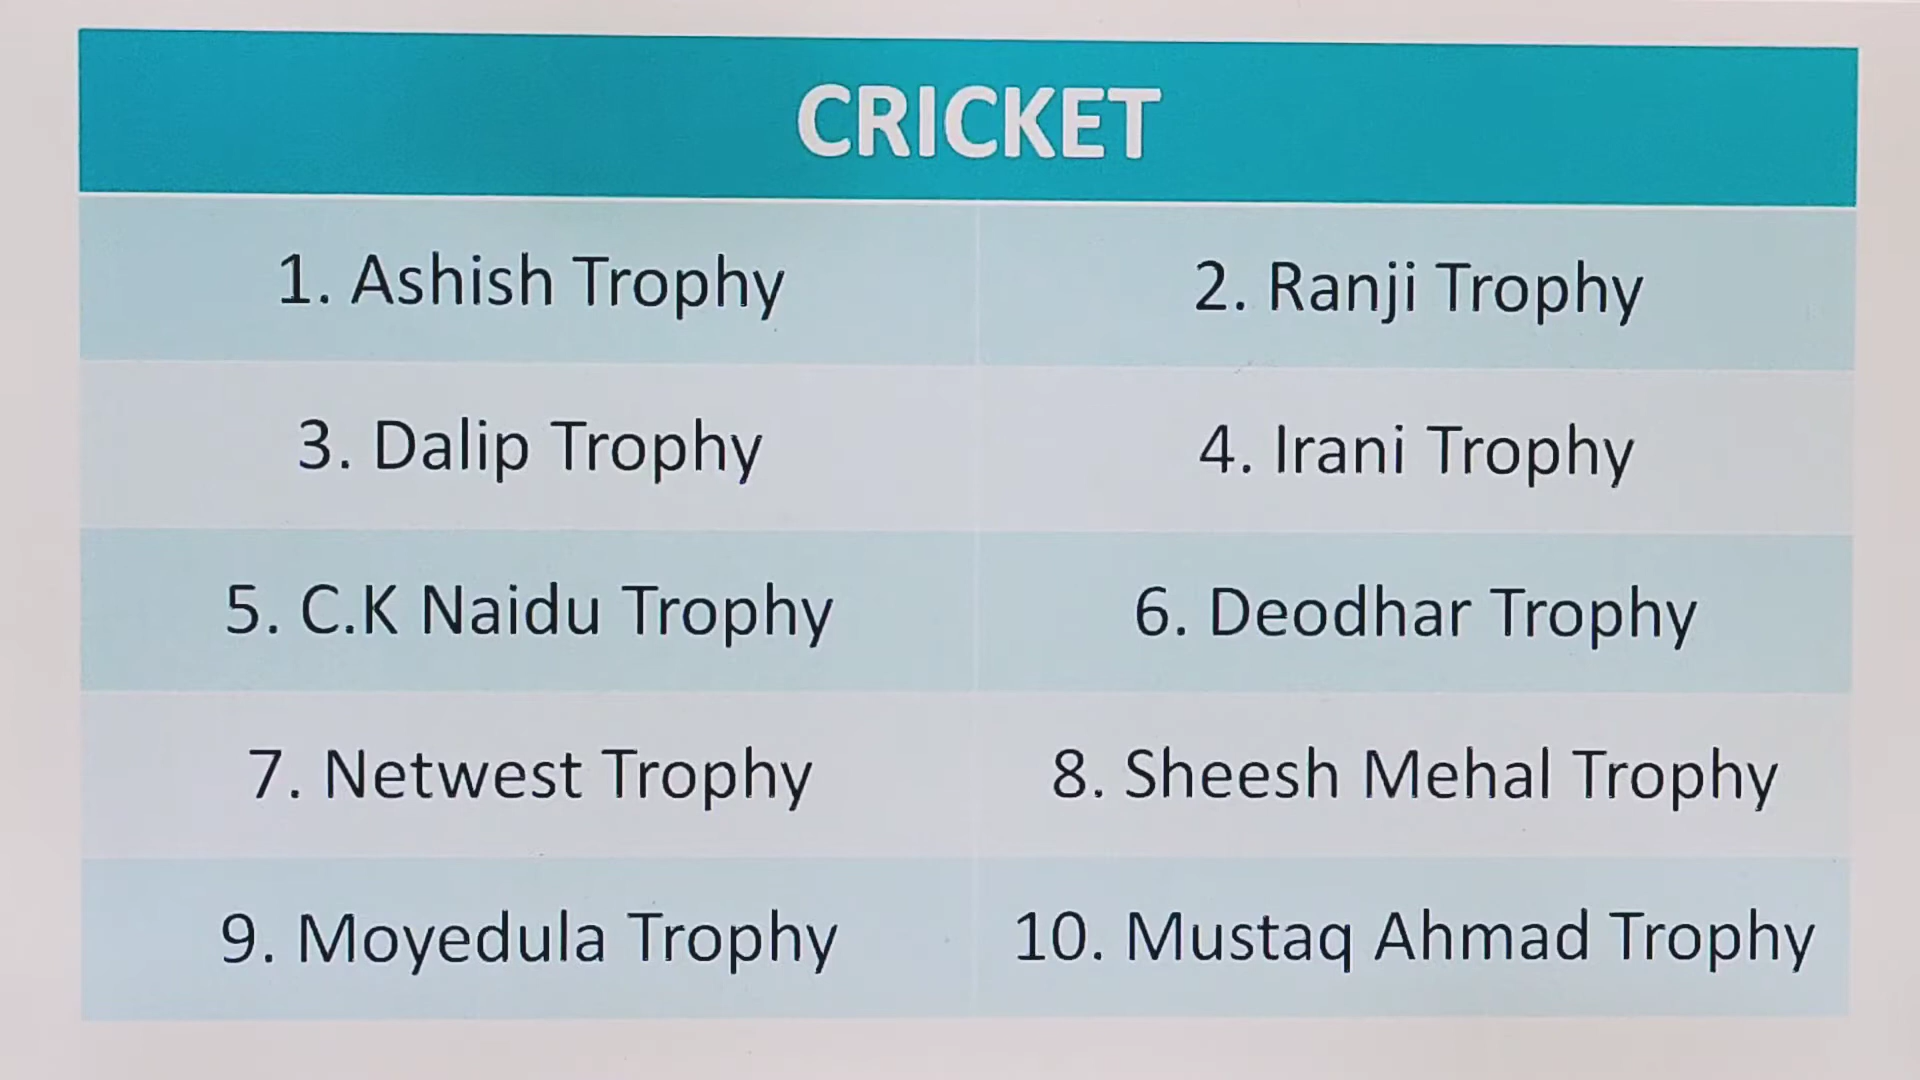 CRICKET
1. Ashish Trophy
2. Ranji Trophy
3. Dalip Trophy
4. Irani Trophy
5. C.K Naidu Trophy
6. Deodhar Trophy
7. Netwest Trophy
8. Sheesh Mehal Trophy
9. Moyedula Trophy
10. Mustaq Ahmad Trophy